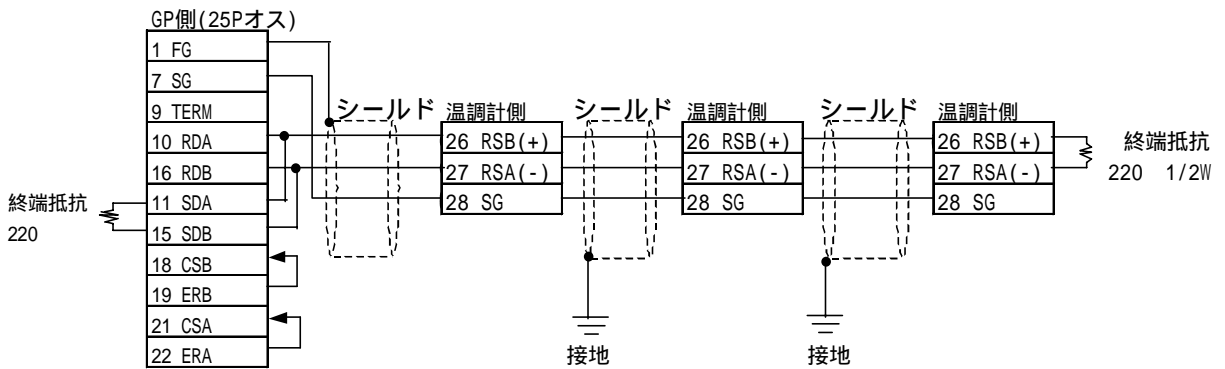 GP側(25Pオス)
1 FG
7 SG
9 TERM
10 RDA
16 RDB
11 SDA
15 SDB
18 CSB
19 ERB
21 CSA
22 ERA
終端抵抗
220
シールド
温調計側
26 RSB(+)
27 RSA(-)
28 SG
シールド
接地
温調計側
26 RSB(+)
27 RSA(-)
28 SG
シールド
接地
温調計側
26 RSB(+)
27 RSA(-)
28 SG
終端抵抗
220 1/2W